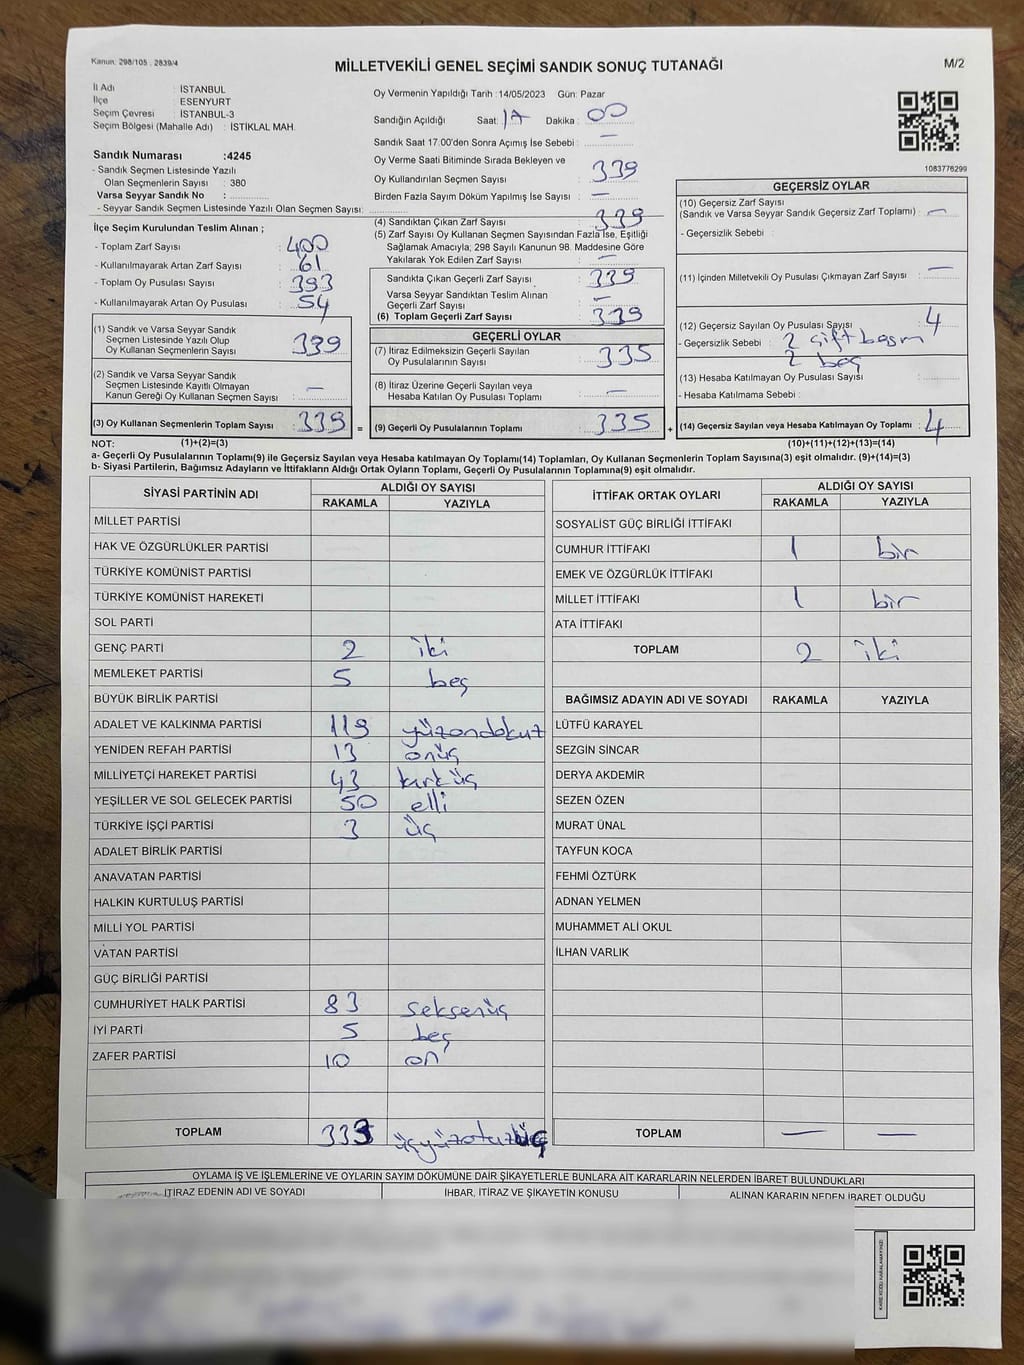 Kanun: 298/105 , 2839/4
MİLLETVEKİLİ GENEL SEÇİMİ SANDIK SONUÇ TUTANAĞI
M/2
İl Adı : İSTANBUL
İlçe : ESENYURT
Seçim Çevresi : İSTANBUL-3
Seçim Bölgesi (Mahalle Adı) : İSTİKLAL MAH.
Sandık Numarası :4245
- Sandık Seçmen Listesinde Yazılı
Olan Seçmenlerin Sayısı : 380
Varsa Seyyar Sandık No :
- Seyyar Sandık Seçmen Listesinde Yazılı Olan Seçmen Sayısı:
Oy Vermenin Yapıldığı Tarih :14/05/2023 Gün: Pazar
Sandığın Açıldığı Saat: 17 Dakika : 00
Sandık Saat 17:00'den Sonra Açımış İse Sebebi : —
Oy Verme Saati Bitiminde Sırada Bekleyen ve
Oy Kullandırılan Seçmen Sayısı : 339
Birden Fazla Sayım Döküm Yapılmış İse Sayısı : —
1083776299
İlçe Seçim Kurulundan Teslim Alınan ;
- Toplam Zarf Sayısı : 400
- Kullanılmayarak Artan Zarf Sayısı : 61
- Toplam Oy Pusulası Sayısı : 393
- Kullanılmayarak Artan Oy Pusulası : 54
(1) Sandık ve Varsa Seyyar Sandık
Seçmen Listesinde Yazılı Olup
Oy Kullanan Seçmenlerin Sayısı : 339
(2) Sandık ve Varsa Seyyar Sandık
Seçmen Listesinde Kayıtlı Olmayan
Kanun Gereği Oy Kullanan Seçmen Sayısı : —
(3) Oy Kullanan Seçmenlerin Toplam Sayısı : 339 =
(4) Sandıktan Çıkan Zarf Sayısı : 339
(5) Zarf Sayısı Oy Kullanan Seçmen Sayısından Fazla İse, Eşitliği
Sağlamak Amacıyla; 298 Sayılı Kanunun 98. Maddesine Göre
Yakılarak Yok Edilen Zarf Sayısı : —
Sandıkta Çıkan Geçerli Zarf Sayısı : 339
Varsa Seyyar Sandıktan Teslim Alınan
Geçerli Zarf Sayısı : —
(6) Toplam Geçerli Zarf Sayısı : 339
GEÇERLİ OYLAR
(7) İtiraz Edilmeksizin Geçerli Sayılan
Oy Pusulalarının Sayısı : 335
(8) İtiraz Üzerine Geçerli Sayılan veya
Hesaba Katılan Oy Pusulası Toplamı : —
(9) Geçerli Oy Pusulalarının Toplamı : 335 +
GEÇERSİZ OYLAR
(10) Geçersiz Zarf Sayısı
(Sandık ve Varsa Seyyar Sandık Geçersiz Zarf Toplamı) : —
- Geçersizlik Sebebi :
(11) İçinden Milletvekili Oy Pusulası Çıkmayan Zarf Sayısı : —
(12) Geçersiz Sayılan Oy Pusulası Sayısı : 4
- Geçersizlik Sebebi : 2 çift basım
2 boş
(13) Hesaba Katılmayan Oy Pusulası Sayısı :
- Hesaba Katılmama Sebebi :
(14) Geçersiz Sayılan veya Hesaba Katılmayan Oy Toplamı : 4
NOT: (1)+(2)=(3) (10)+(11)+(12)+(13)=(14)
a- Geçerli Oy Pusulalarının Toplamı(9) ile Geçersiz Sayılan veya Hesaba katılmayan Oy Toplamı(14) Toplamları, Oy Kullanan Seçmenlerin Toplam Sayısına(3) eşit olmalıdır. (9)+(14)=(3)
b- Siyasi Partilerin, Bağımsız Adayların ve İttifakların Aldığı Ortak Oyların Toplamı, Geçerli Oy Pusulalarının Toplamına(9) eşit olmalıdır.
SİYASİ PARTİNİN ADI ALDIĞI OY SAYISI
RAKAMLA YAZIYLA
MİLLET PARTİSİ
HAK VE ÖZGÜRLÜKLER PARTİSİ
TÜRKİYE KOMÜNİST PARTİSİ
TÜRKİYE KOMÜNİST HAREKETİ
SOL PARTİ
GENÇ PARTİ 2 iki
MEMLEKET PARTİSİ 5 beş
BÜYÜK BİRLİK PARTİSİ
ADALET VE KALKINMA PARTİSİ 119 yüzondokuz
YENİDEN REFAH PARTİSİ 13 onüç
MİLLİYETÇİ HAREKET PARTİSİ 43 kırküç
YEŞİLLER VE SOL GELECEK PARTİSİ 50 elli
TÜRKİYE İŞÇİ PARTİSİ 3 üç
ADALET BİRLİK PARTİSİ
ANAVATAN PARTİSİ
HALKIN KURTULUŞ PARTİSİ
MİLLİ YOL PARTİSİ
VATAN PARTİSİ
GÜÇ BİRLİĞİ PARTİSİ
CUMHURİYET HALK PARTİSİ 83 seksenüç
İYİ PARTİ 5 beş
ZAFER PARTİSİ 10 on
TOPLAM 333 üçyüzotuzüç
İTTİFAK ORTAK OYLARI ALDIĞI OY SAYISI
RAKAMLA YAZIYLA
SOSYALİST GÜÇ BİRLİĞİ İTTİFAKI
CUMHUR İTTİFAKI 1 bir
EMEK VE ÖZGÜRLÜK İTTİFAKI
MİLLET İTTİFAKI 1 bir
ATA İTTİFAKI
TOPLAM 2 iki
BAĞIMSIZ ADAYIN ADI VE SOYADI RAKAMLA YAZIYLA
LÜTFÜ KARAYEL
SEZGİN SİNCAR
DERYA AKDEMİR
SEZEN ÖZEN
MURAT ÜNAL
TAYFUN KOCA
FEHMİ ÖZTÜRK
ADNAN YELMEN
MUHAMMET ALİ OKUL
İLHAN VARLIK
TOPLAM — —
OYLAMA İŞ VE İŞLEMLERİNE VE OYLARIN SAYIM DÖKÜMÜNE DAİR ŞİKAYETLERLE BUNLARA AİT KARARLARIN NELERDEN İBARET BULUNDUKLARI
İTİRAZ EDENİN ADI VE SOYADI İHBAR, İTİRAZ VE ŞİKAYETİN KONUSU ALINAN KARARIN NEDEN İBARET OLDUĞU
KARE KODU KARALAMAYINIZ!